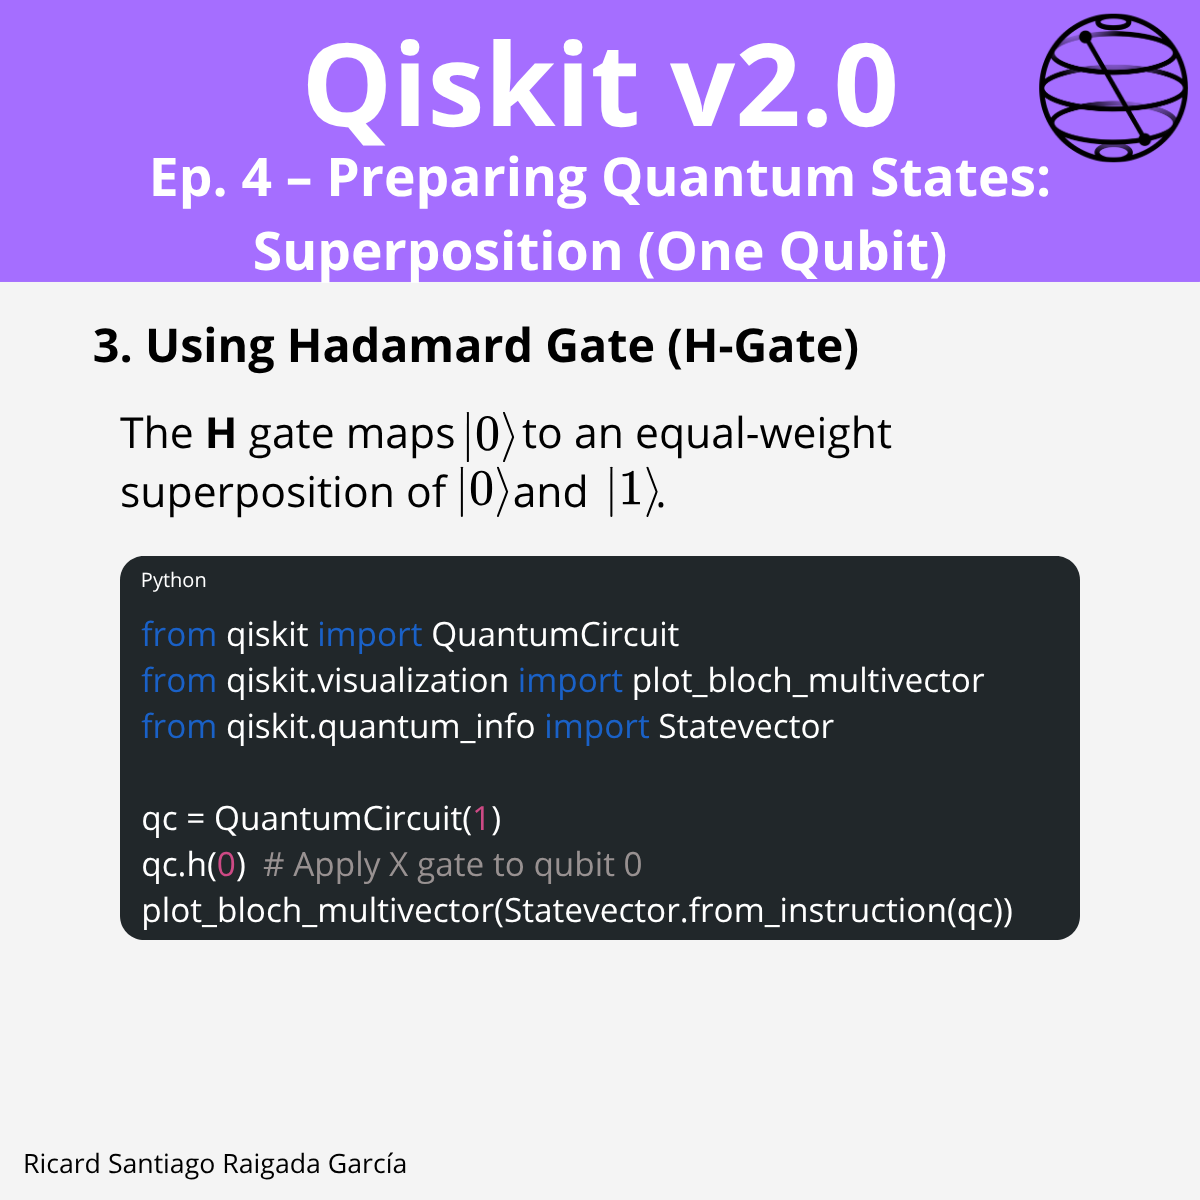 Qiskit v2.0
Ep. 4 – Preparing Quantum States:
Superposition (One Qubit)
3. Using Hadamard Gate (H-Gate)
The H gate maps |0⟩ to an equal-weight
superposition of |0⟩ and |1⟩.
Python
from qiskit import QuantumCircuit
from qiskit.visualization import plot_bloch_multivector
from qiskit.quantum_info import Statevector
qc = QuantumCircuit(1)
qc.h(0)  # Apply X gate to qubit 0
plot_bloch_multivector(Statevector.from_instruction(qc))
Ricard Santiago Raigada García